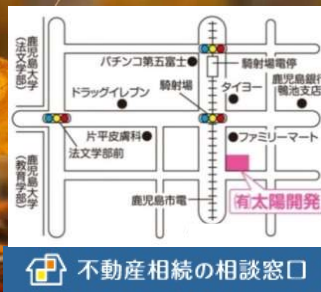 鹿児島大学
(法文学部)
パチンコ第五富士
騎射場電停
ドラッグイレブン
騎射場
タイヨー
鹿児島銀行
鴨池支店
法文学部前
片平皮膚科
ファミリーマート
鹿児島大学
(教育学部)
鹿児島市電
(有)太陽開発
不動産相続の相談窓口